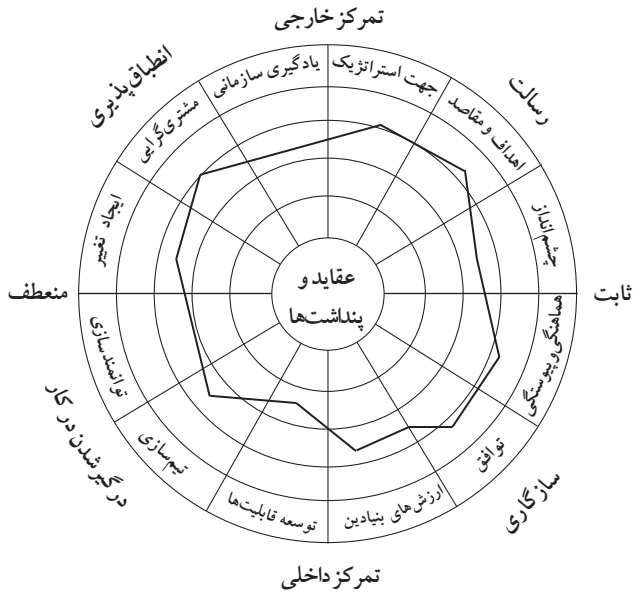 تمرکز خارجی
انطباق‌پذیری
رسالت
یادگیری سازمانی
جهت استراتژیک
مشتری‌گرایی
اهداف و مقاصد
ایجاد تغییر
چشم‌انداز
منعطف
عقاید و
پنداشت‌ها
ثابت
توانمندسازی
هماهنگی و پیوستگی
تیم‌سازی
توافق
توسعه قابلیت‌ها
ارزش‌های بنیادین
درگیر شدن در کار
سازگاری
تمرکز داخلی